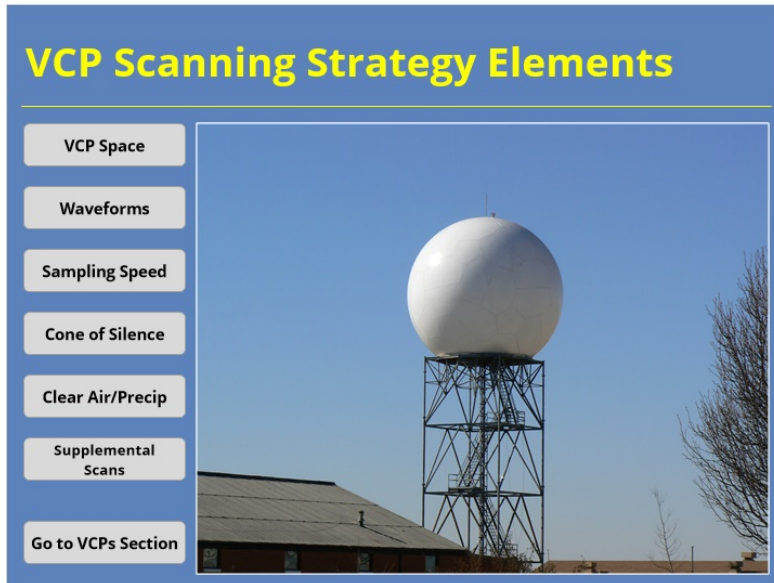 VCP Scanning Strategy Elements
VCP Space
Waveforms
Sampling Speed
Cone of Silence
Clear Air/Precip
Supplemental
Scans
Go to VCPs Section